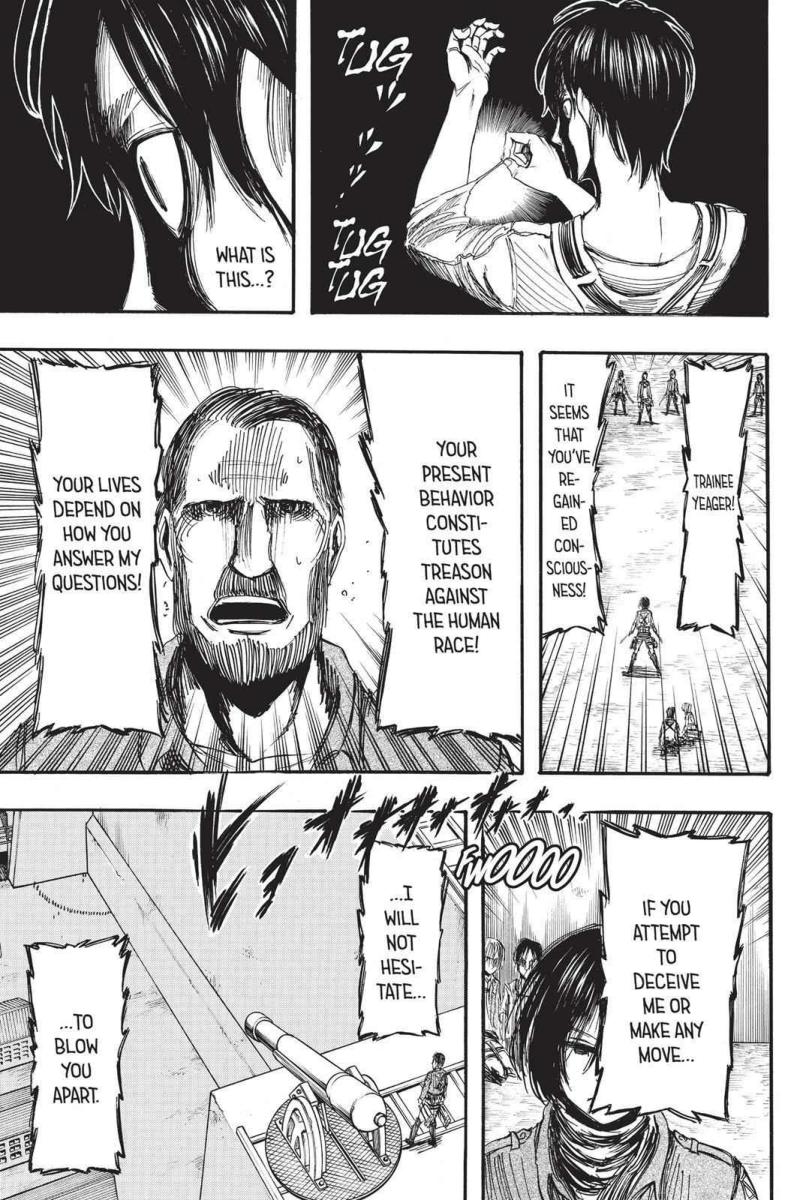 TUG
TUG
TUG
WHAT IS
THIS...?
TRAINEE
YEAGER!
IT
SEEMS
THAT
YOU'VE
RE-
GAIN-
ED
CON-
SCIOUS-
NESS!
YOUR
PRESENT
BEHAVIOR
CONSTI-
TUTES
TREASON
AGAINST
THE HUMAN
RACE!
YOUR LIVES
DEPEND ON
HOW YOU
ANSWER MY
QUESTIONS!
FWOOOO
IF YOU
ATTEMPT
TO
DECEIVE
ME OR
MAKE ANY
MOVE...
...I
WILL
NOT
HESI-
TATE...
...TO
BLOW
YOU
APART.